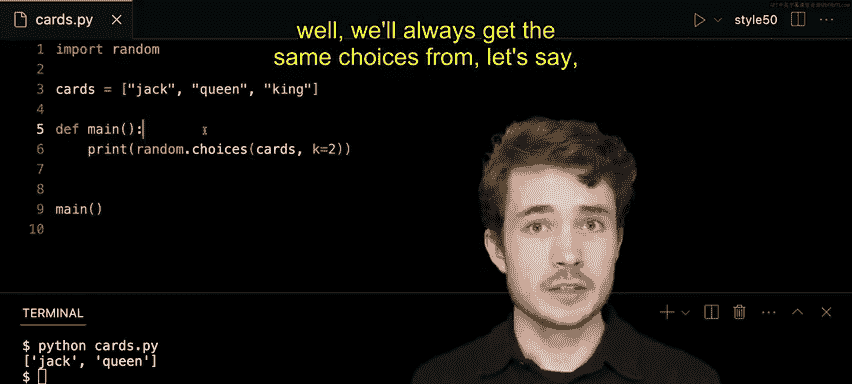 cards.py
style50
well, we'll always get the
same choices from, let's say,
1 import random
2
3 cards = ["jack", "queen", "king"]
4
5 def main():
6 print(random.choices(cards, k=2))
7
8
9 main()
10
TERMINAL
$ python cards.py
['jack', 'queen']
$